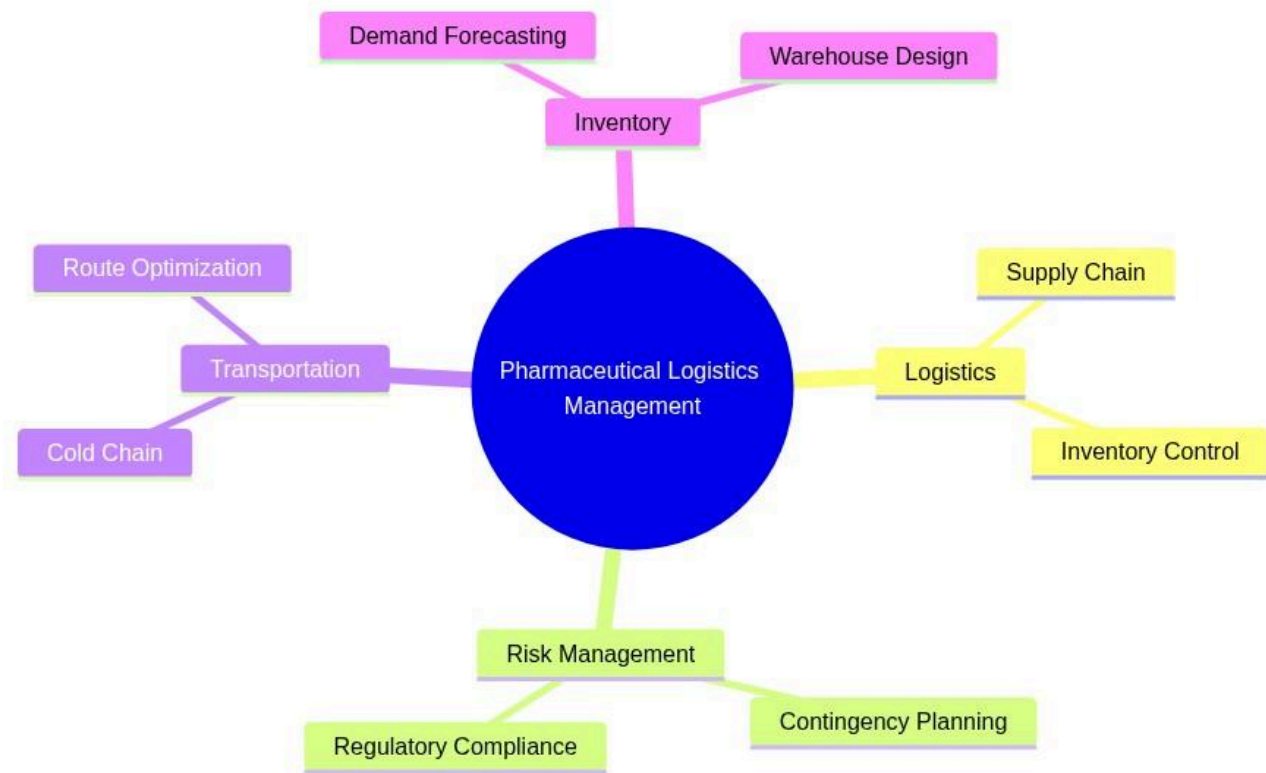 Demand Forecasting
Warehouse Design
Inventory
Route Optimization
Supply Chain
Transportation
Pharmaceutical Logistics
Management
Logistics
Cold Chain
Inventory Control
Risk Management
Contingency Planning
Regulatory Compliance